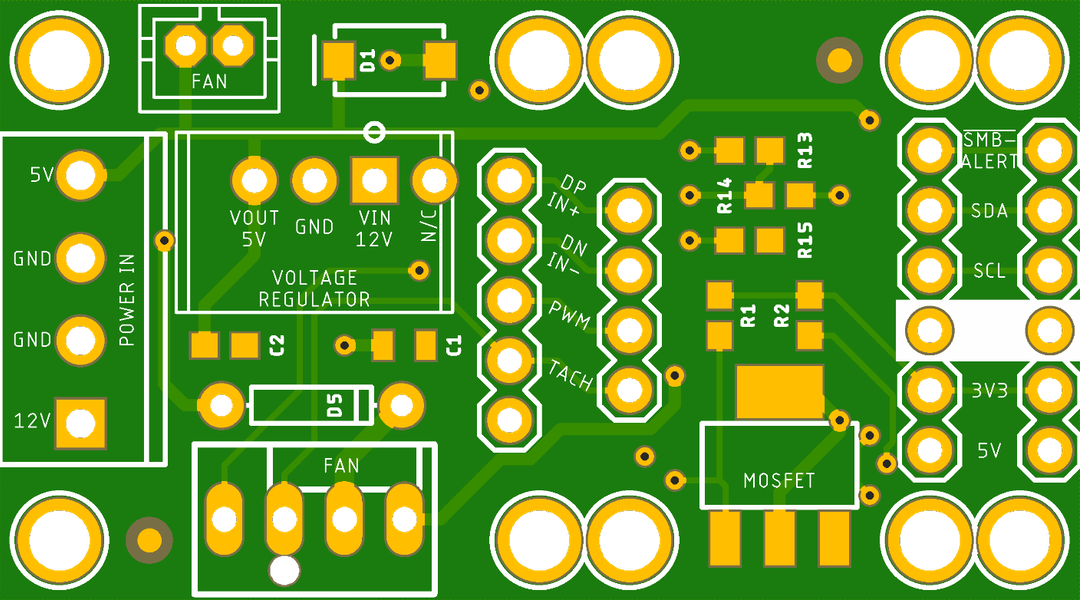 FAN
D1
5V
GND
GND
12V
POWER IN
VOUT
5V
GND
VIN
12V
N/C
VOLTAGE
REGULATOR
C2
C1
D5
FAN
DP
IN+
DN
IN-
PWM
TACH
R13
R14
R15
R1
R2
MOSFET
SMB-
ALERT
SDA
SCL
3V3
5V